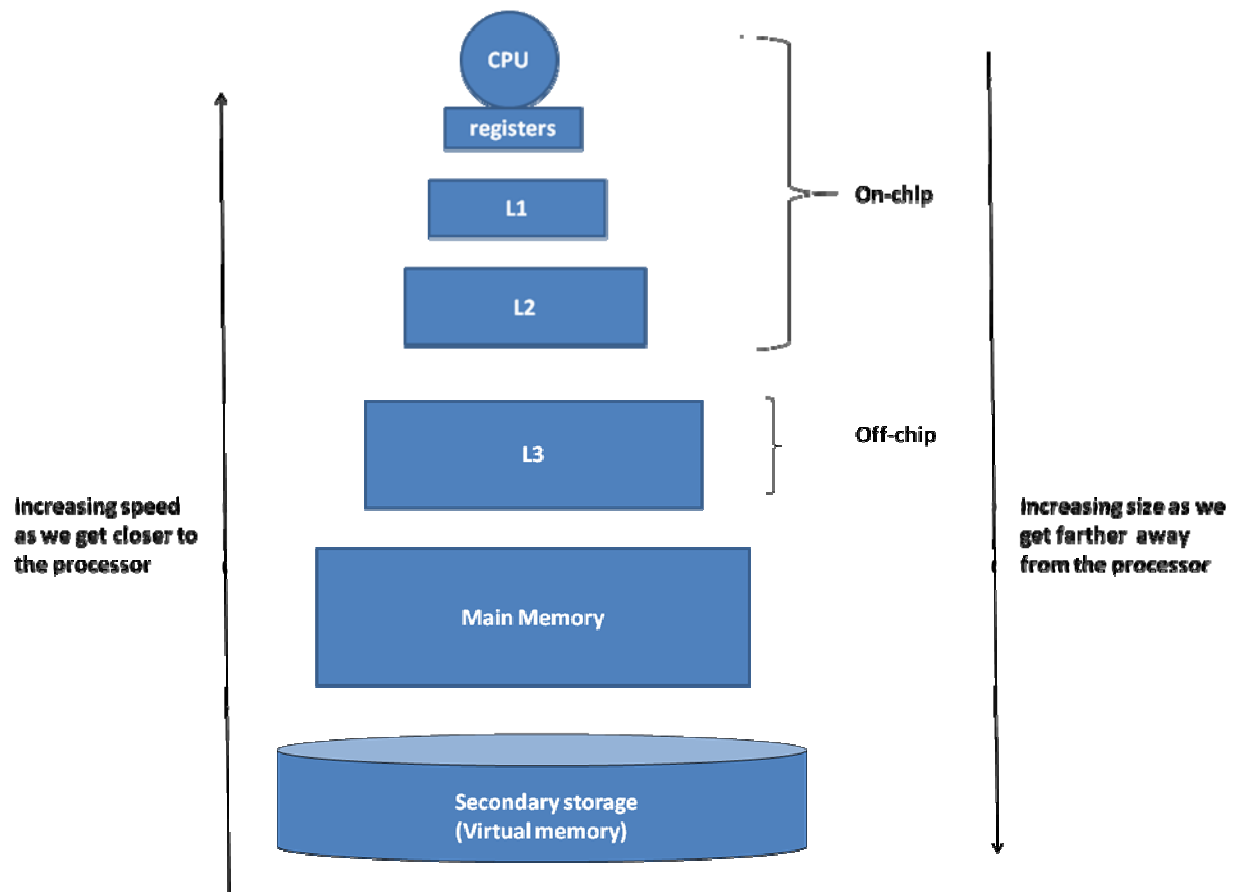 CPU
registers
L1
On-chip
L2
L3
Off-chip
Increasing speed
as we get closer to
the processor
Increasing size as we
get farther away
from the processor
Main Memory
Secondary storage
(Virtual memory)